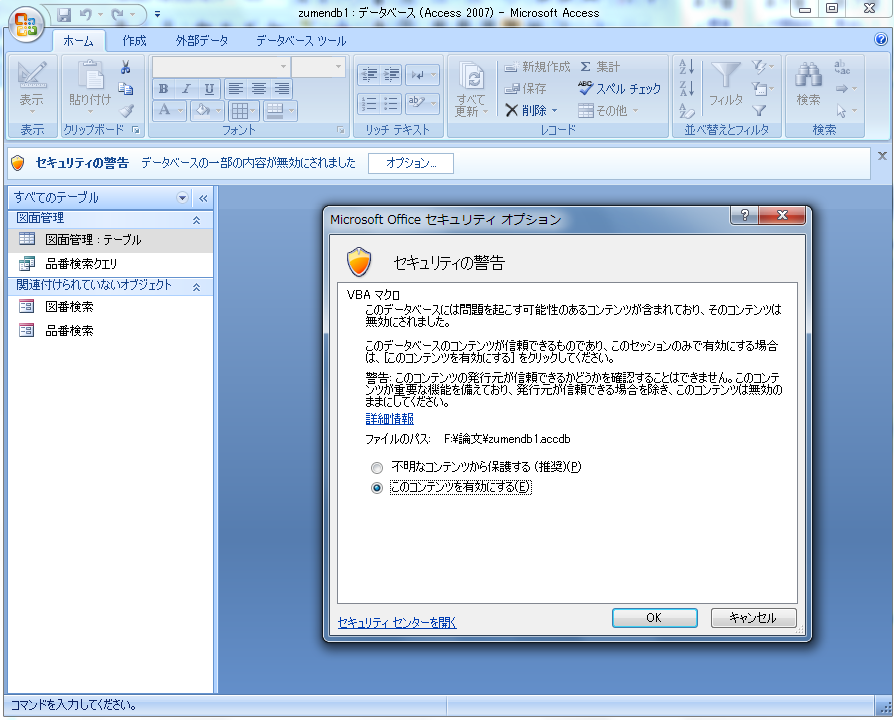 zumendb1 : データベース (Access 2007) - Microsoft Access
ホーム 作成 外部データ データベース ツール
表示
貼り付け
B I U
A
すべて更新
新規作成
保存
削除
集計
スペル チェック
その他
フィルタ
検索
表示 クリップボード フォント リッチ テキスト レコード 並べ替えとフィルタ 検索
セキュリティの警告 データベースの一部の内容が無効にされました オプション...
すべてのテーブル
図面管理
図面管理 : テーブル
品番検索クエリ
関連付けられていないオブジェクト
図番検索
品番検索
Microsoft Office セキュリティ オプション
セキュリティの警告
VBA マクロ
このデータベースには問題を起こす可能性のあるコンテンツが含まれており、そのコンテンツは
無効にされました。
このデータベースのコンテンツが信頼できるものであり、このセッションのみで有効にする場合
は、[このコンテンツを有効にする] をクリックしてください。
警告: このコンテンツの発行元が信頼できるかどうかを確認することはできません。このコンテ
ンツが重要な機能を備えており、発行元が信頼できる場合を除き、このコンテンツは無効の
ままにしてください。
詳細情報
ファイルのパス: F:¥論文¥zumendb1.accdb
不明なコンテンツから保護する (推奨)(P)
このコンテンツを有効にする(E)
セキュリティ センターを開く
OK キャンセル
コマンドを入力してください。